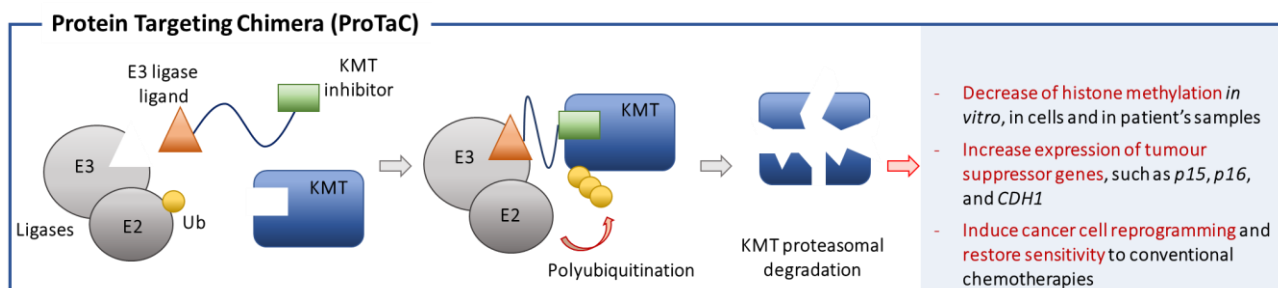 Protein Targeting Chimera (ProTaC)
E3 ligase
ligand
KMT
inhibitor
E3
E2
Ub
Ligases
KMT
E3
E2
KMT
Polyubiquitination
KMT proteasomal
degradation
- Decrease of histone methylation in
vitro, in cells and in patient's samples
- Increase expression of tumour
suppressor genes, such as p15, p16,
and CDH1
- Induce cancer cell reprogramming and
restore sensitivity to conventional
chemotherapies